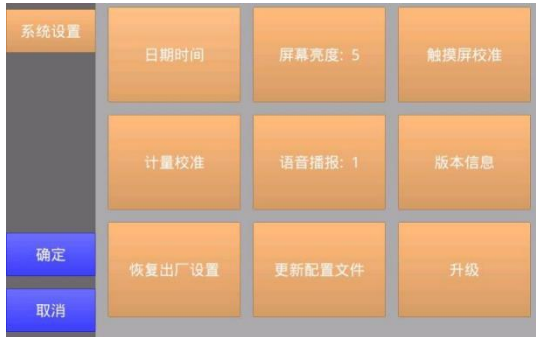 系统设置
日期时间
屏幕亮度: 5
触摸屏校准
计量校准
语音播报: 1
版本信息
恢复出厂设置
更新配置文件
升级
确定
取消